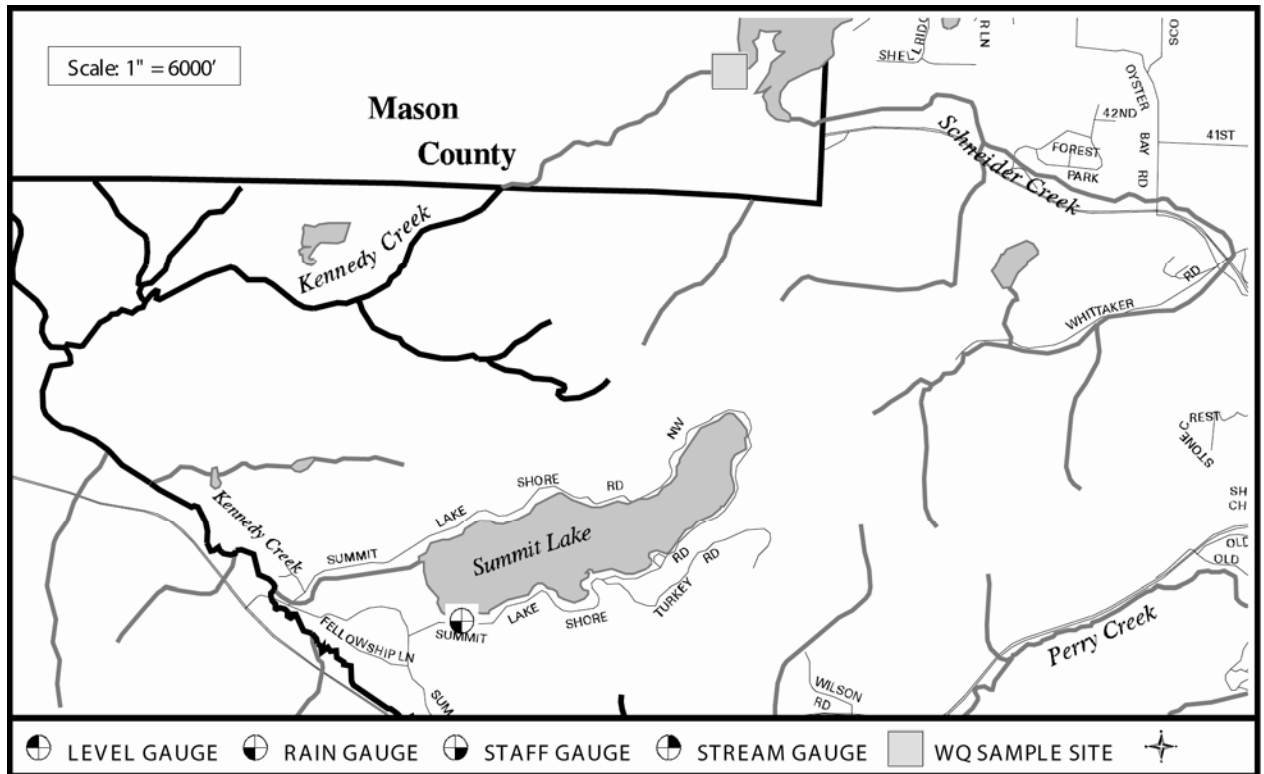 SHELL RIDG
R LN
SCO
Scale: 1" = 6000'
OYSTER BAY RD
Mason
County
42ND
41ST
Schneider Creek
FOREST
PARK
Kennedy Creek
RD
WHITTAKER
REST
STONE C
NW
SHORE
RD
LAKE
SH
CH
Kennedy Creek
Summit Lake
SUMMIT
OLD
RD
RD
TURKEY
LAKE
SHORE
SUMMIT
FELLOWSHIP LN
Perry Creek
WILSON
RD
SUM
LEVEL GAUGE RAIN GAUGE STAFF GAUGE STREAM GAUGE WQ SAMPLE SITE